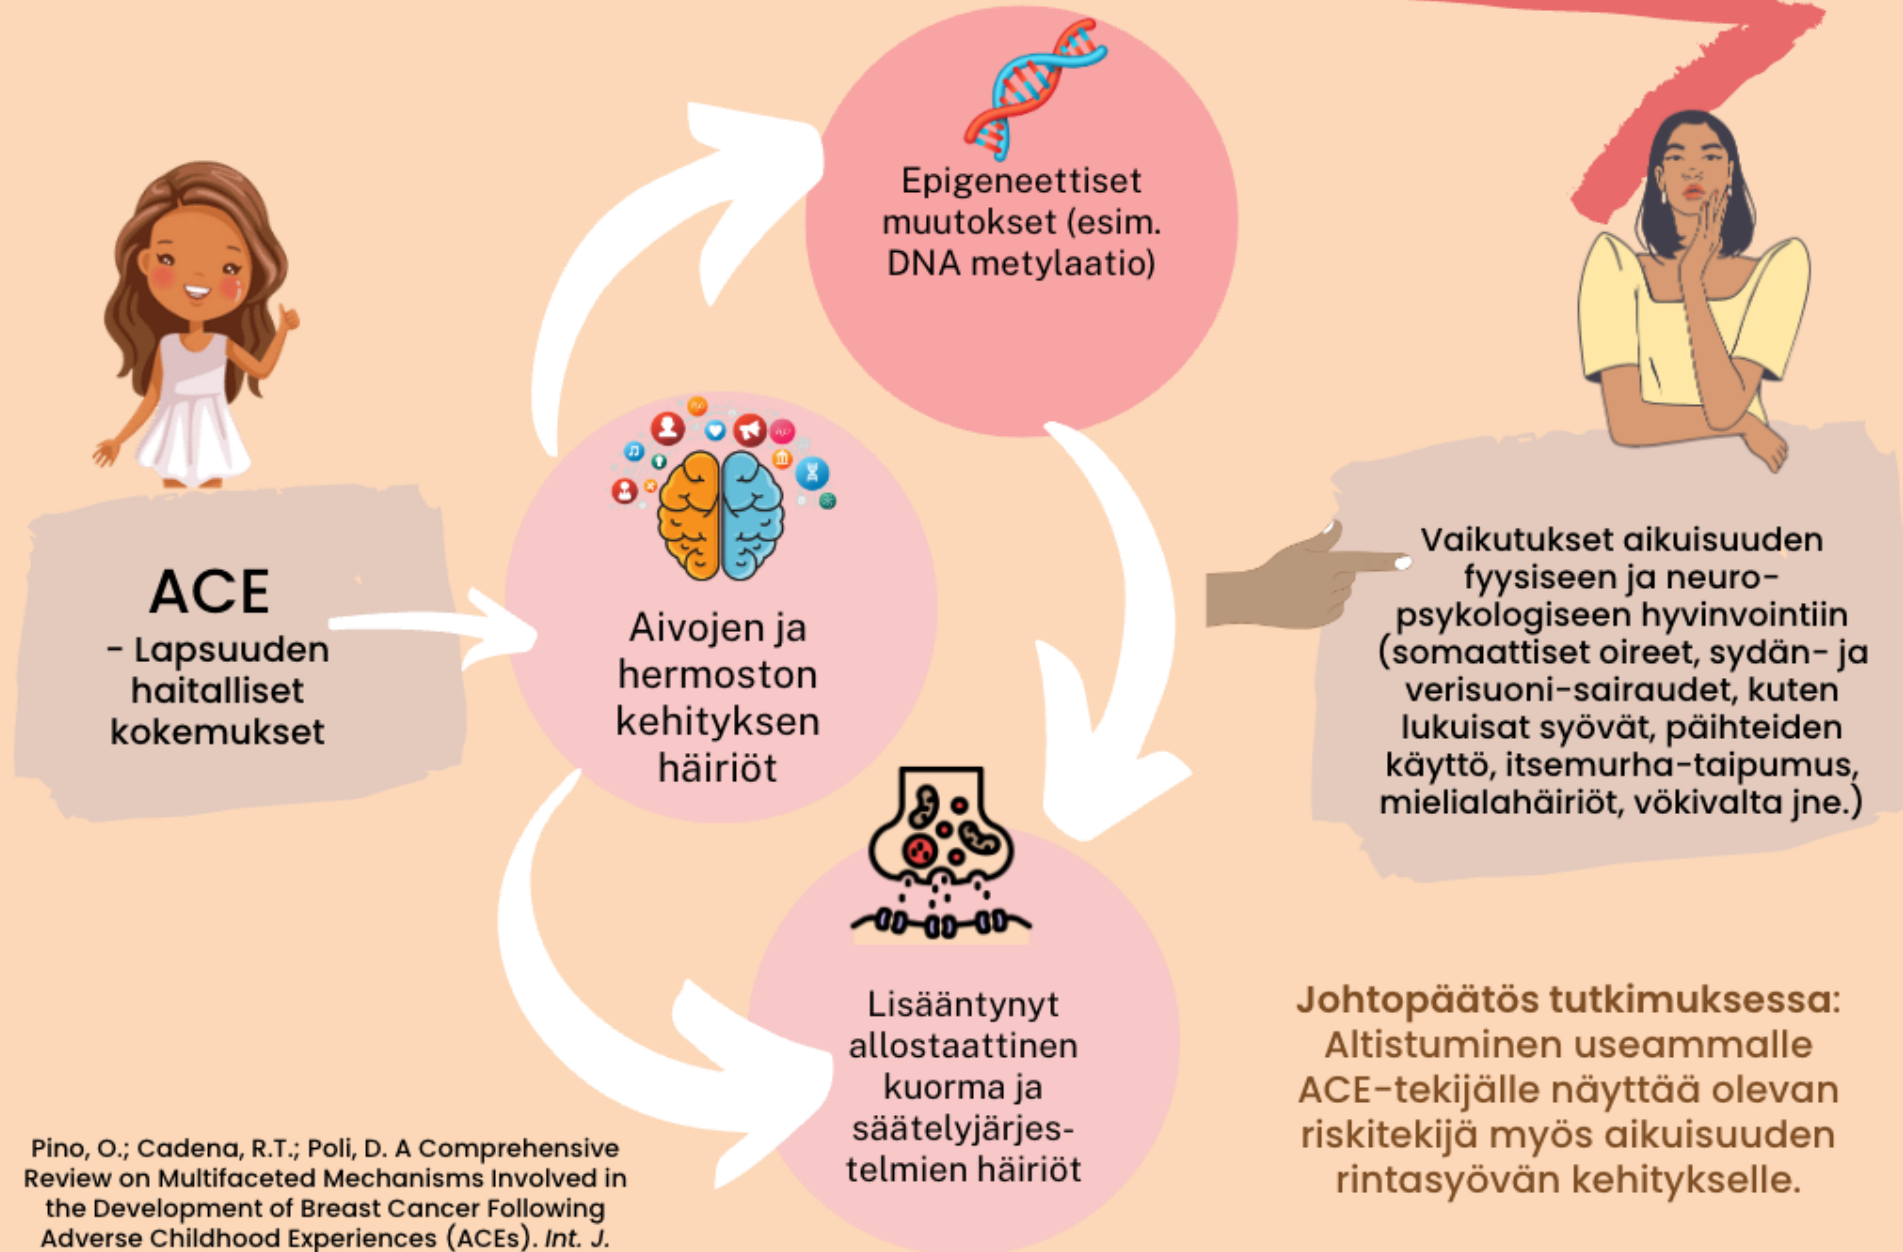 Epigeneettiset
muutokset (esim.
DNA metylaatio)
ACE
- Lapsuuden
haitalliset
kokemukset
Aivojen ja
hermoston
kehityksen
häiriöt
Lisääntynyt
allostaattinen
kuorma ja
säätelyjärjes-
telmien häiriöt
Vaikutukset aikuisuuden
fyysiseen ja neuro-
psykologiseen hyvinvointiin
(somaattiset oireet, sydän- ja
verisuoni-sairaudet, kuten
lukuisat syövät, päihteiden
käyttö, itsemurha-taipumus,
mielialahäiriöt, vökivalta jne.)
Johtopäätös tutkimuksessa:
Altistuminen useammalle
ACE-tekijälle näyttää olevan
riskitekijä myös aikuisuuden
rintasyövän kehitykselle.
Pino, O.; Cadena, R.T.; Poli, D. A Comprehensive
Review on Multifaceted Mechanisms Involved in
the Development of Breast Cancer Following
Adverse Childhood Experiences (ACEs). Int. J.